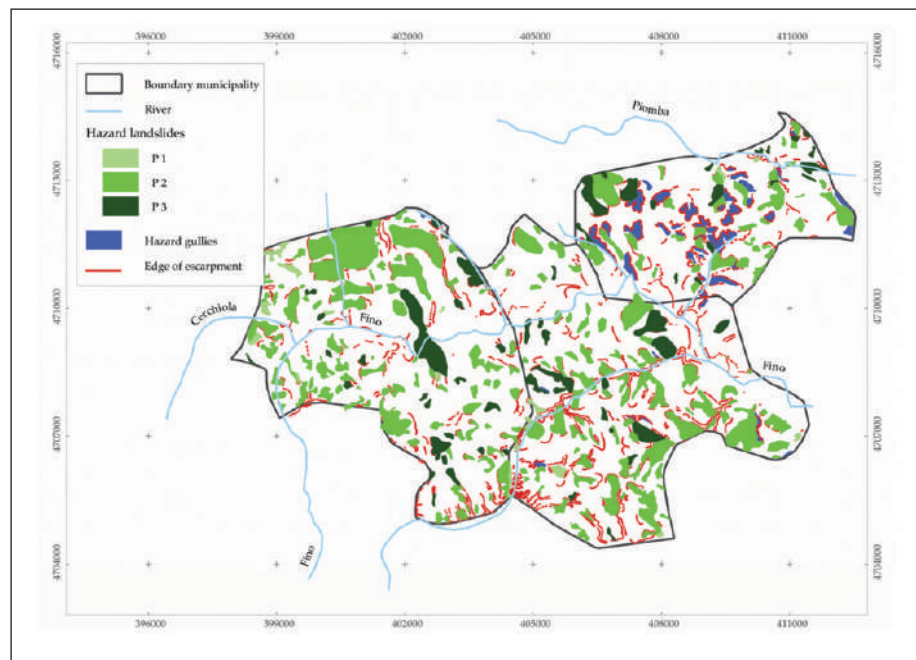 396000 399000 402000 405000 408000 411000
4716000 4716000
Boundary municipality
River
Hazard landslides
P 1
P 2
P 3
Hazard gullies
Edge of escarpment
Piomba
4713000 4713000
4710000 4710000
Cerchiola
Fino
Fino
4707000 4707000
Fino
4704000 4704000
396000 399000 402000 405000 408000 411000